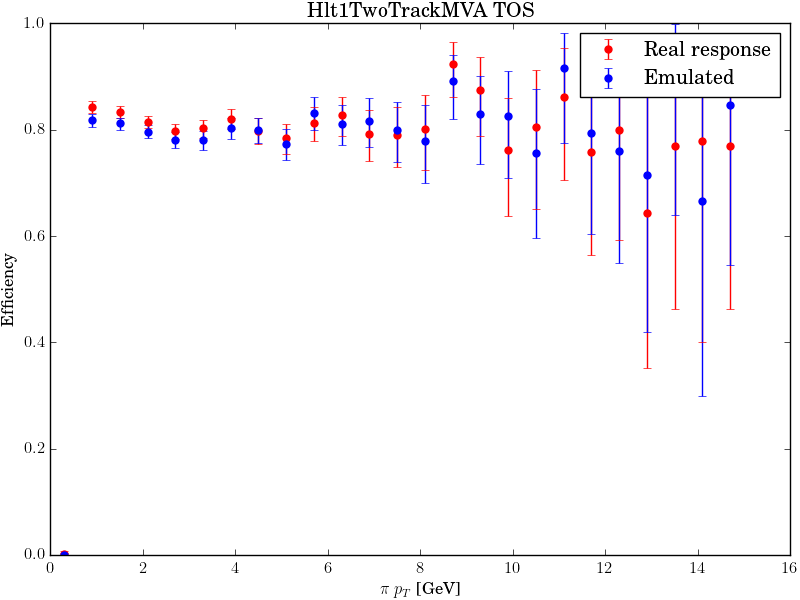 Hlt1TwoTrackMVA TOS
1.0
0.8
0.6
0.4
0.2
0.0
Efficiency
Real response
Emulated
0 2 4 6 8 10 12 14 16
π p_T [GeV]